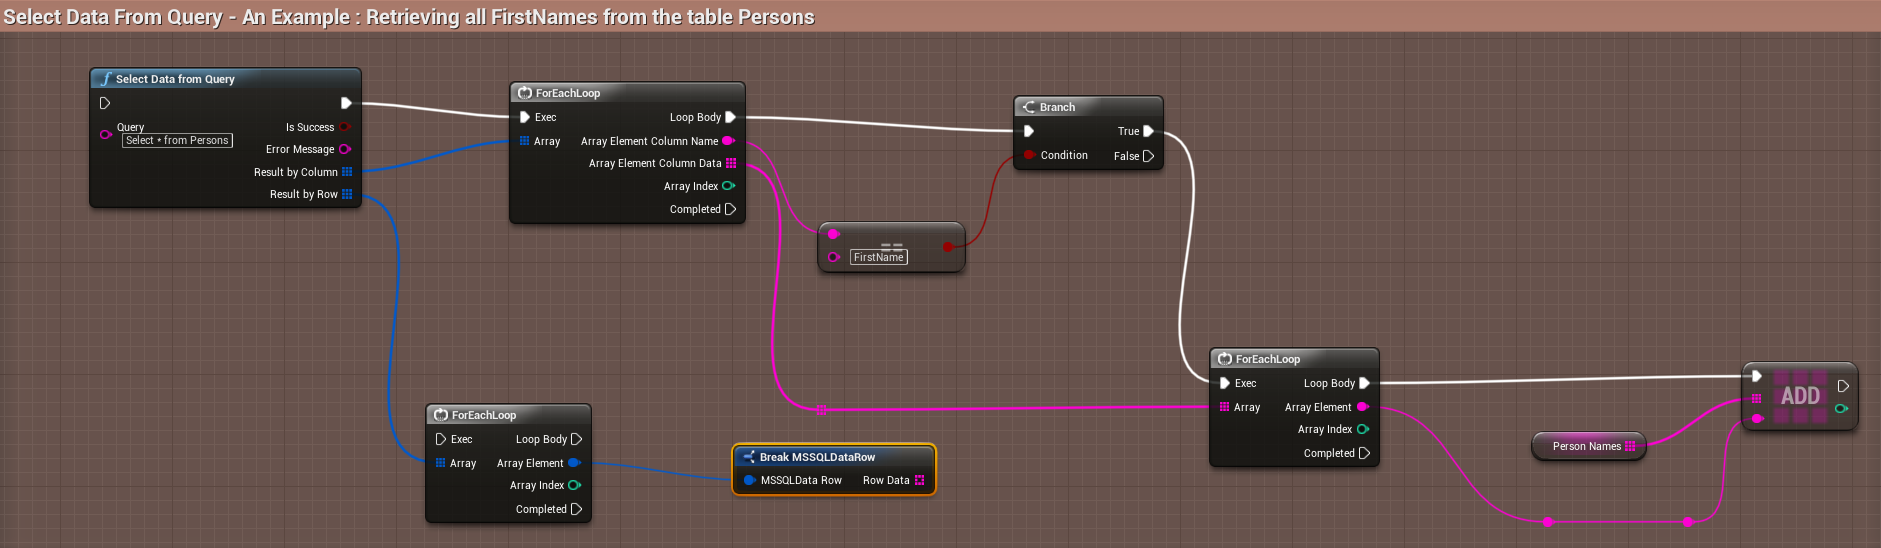 Select Data From Query - An Example : Retrieving all FirstNames from the table Persons
Select Data from Query
Query
Select * from Persons
Is Success
Error Message
Result by Column
Result by Row
ForEachLoop
Exec
Loop Body
Array
Array Element Column Name
Array Element Column Data
Array Index
Completed
==
FirstName
Branch
True
Condition
False
ForEachLoop
Exec
Loop Body
Array
Array Element
Array Index
Completed
Break MSSQLDataRow
MSSQLData Row
Row Data
ForEachLoop
Exec
Loop Body
Array
Array Element
Array Index
Completed
Person Names
ADD